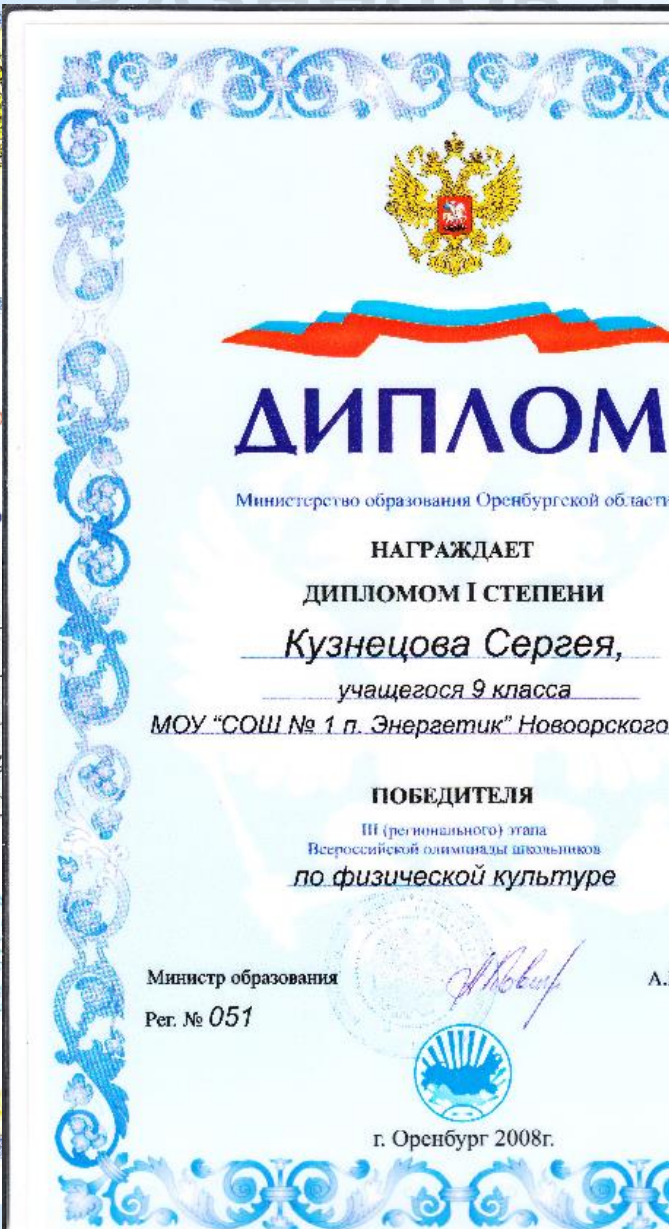 ДИПЛОМ
Министерство образования Оренбургской области
НАГРАЖДАЕТ
ДИПЛОМОМ I СТЕПЕНИ
Кузнецова Сергея,
учащегося 9 класса
МОУ "СОШ № 1 п. Энергетик" Новоорского
ПОБЕДИТЕЛЯ
III (регионального) этапа
Всероссийской олимпиады школьников
по физической культуре
Министр образования А.
Рег. № 051
г. Оренбург 2008г.